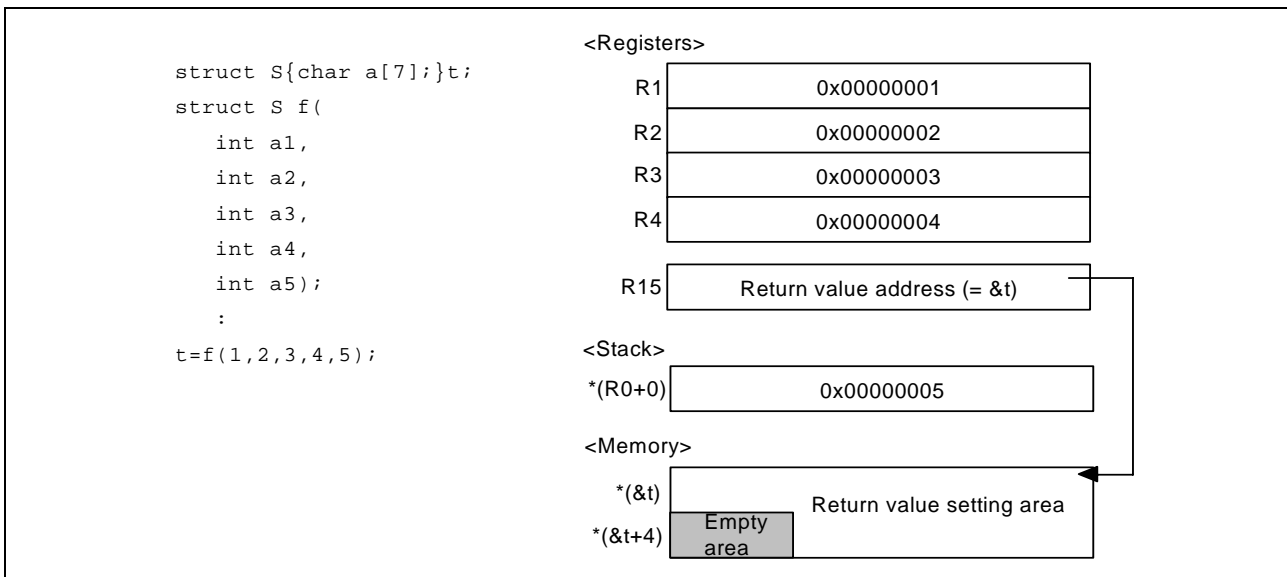 struct S{char a[7];}t;
struct S f(
int a1,
int a2,
int a3,
int a4,
int a5);
:
t=f(1,2,3,4,5);
<Registers>
R1 0x00000001
R2 0x00000002
R3 0x00000003
R4 0x00000004
R15 Return value address (= &t)
<Stack>
*(R0+0) 0x00000005
<Memory>
*(&t) Return value setting area
*(&t+4) Empty
area